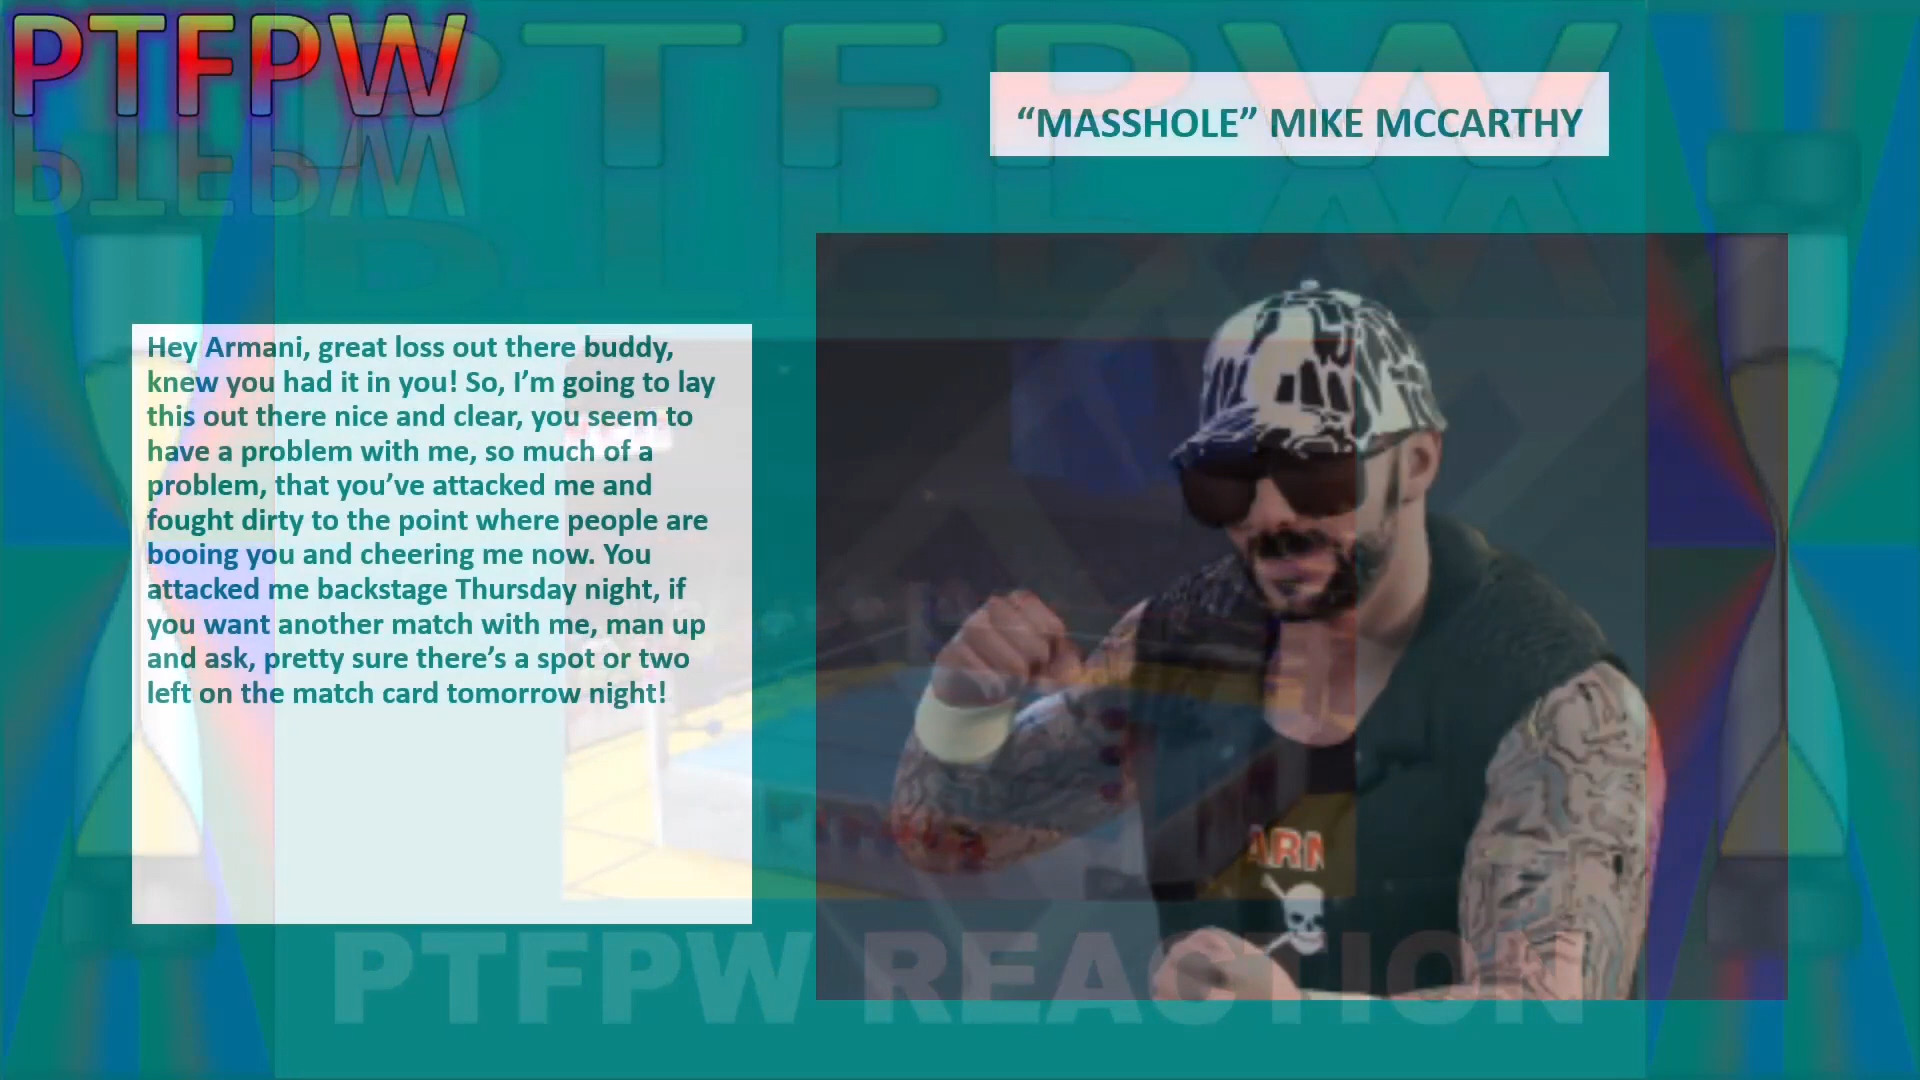 PTFPW
PTFPW
“MASSHOLE” MIKE MCCARTHY
Hey Armani, great loss out there buddy,
knew you had it in you! So, I’m going to lay
this out there nice and clear, you seem to
have a problem with me, so much of a
problem, that you’ve attacked me and
fought dirty to the point where people are
booing you and cheering me now. You
attacked me backstage Thursday night, if
you want another match with me, man up
and ask, pretty sure there’s a spot or two
left on the match card tomorrow night!
ARN
PTFPW REACTION